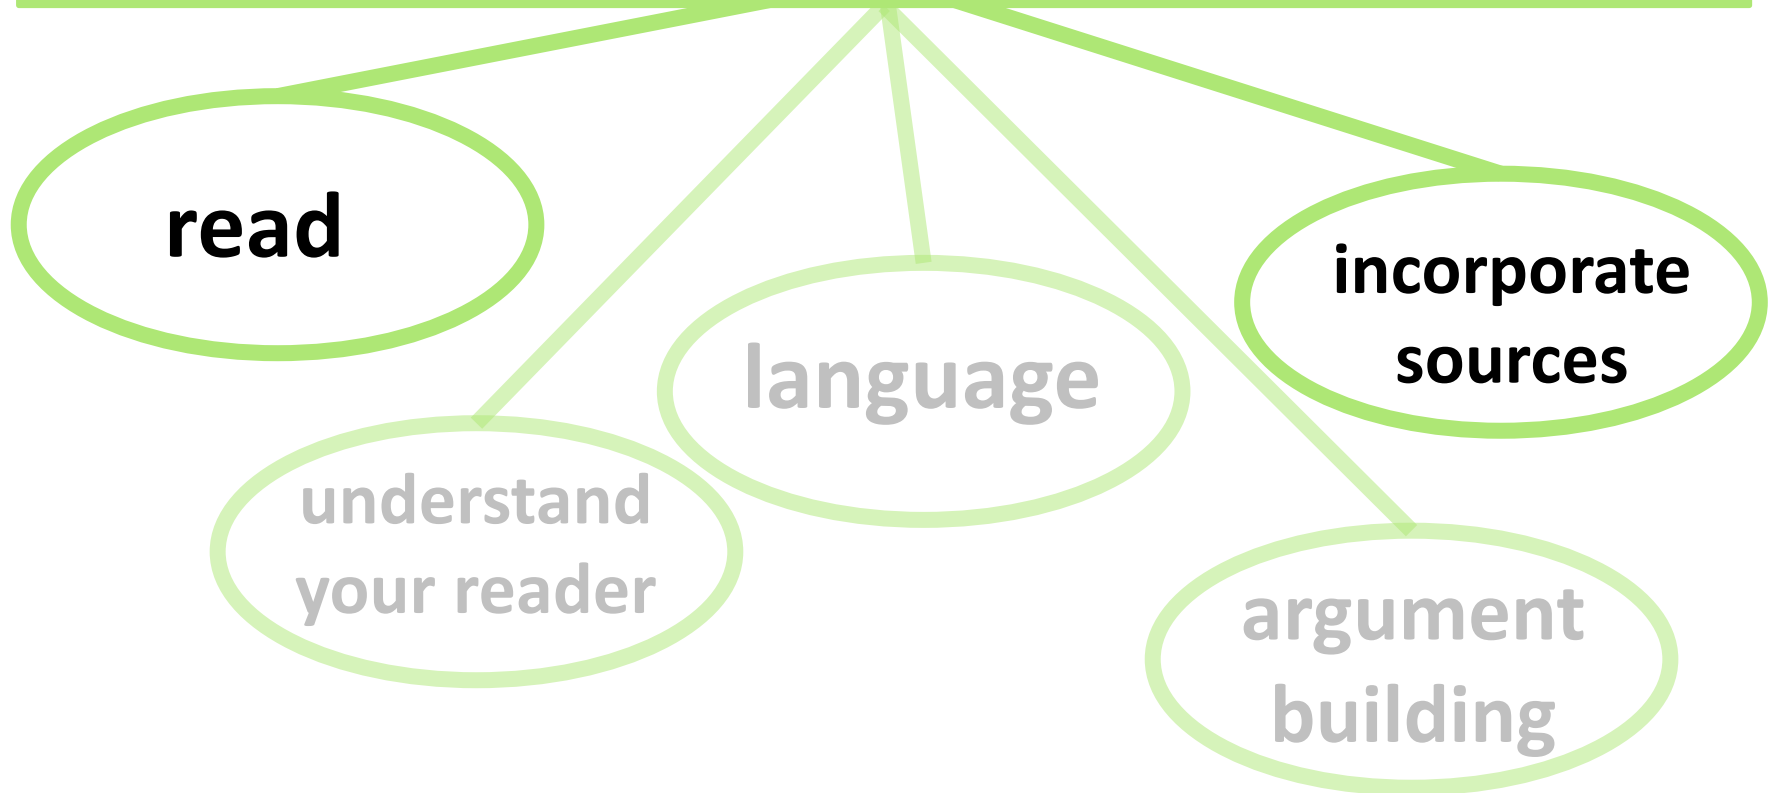 read
incorporate
sources
language
understand
your reader
argument
building